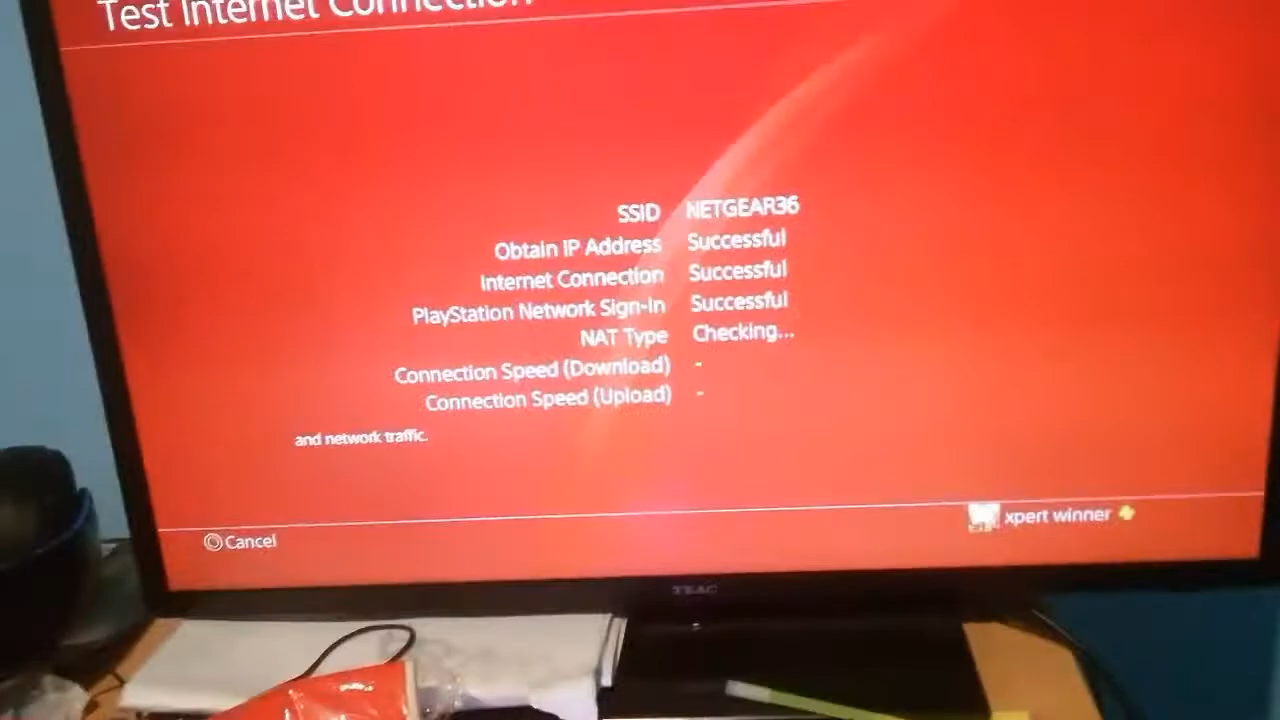 Test Internet Connection
SSID NETGEAR36
Obtain IP Address Successful
Internet Connection Successful
PlayStation Network Sign-In Successful
NAT Type Checking...
Connection Speed (Download) -
Connection Speed (Upload) -
and network traffic.
xpert winner
Cancel
TEAC